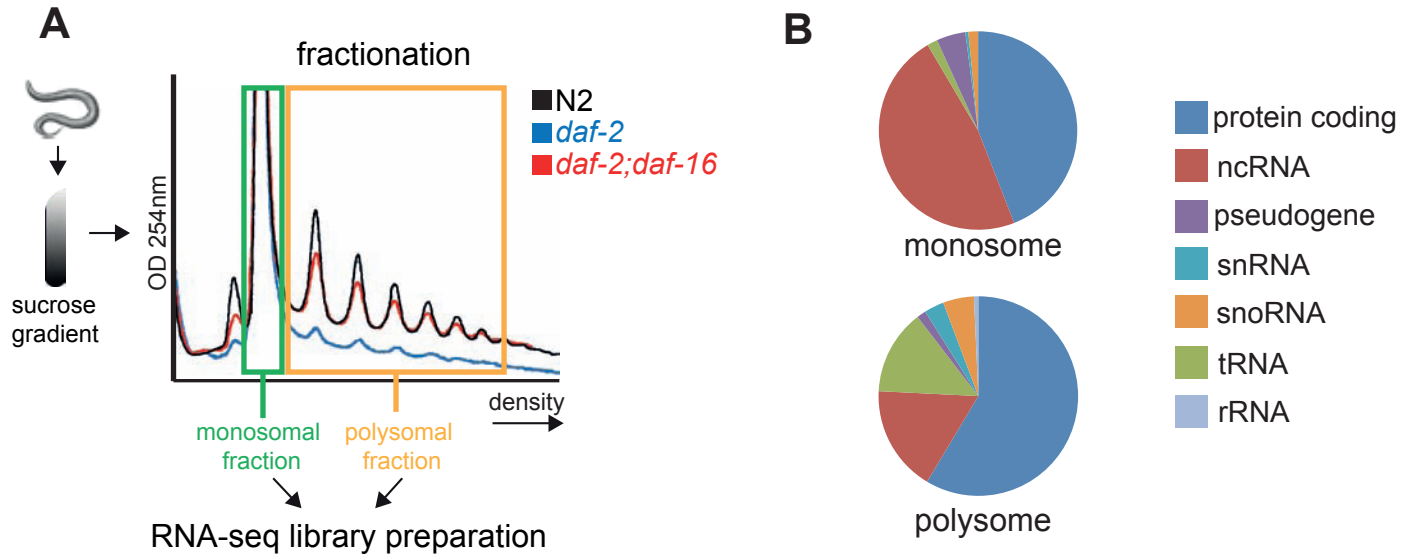 A
fractionation
N2
daf-2
daf-2;daf-16
OD 254nm
sucrose
gradient
density
monosomal
fraction
polysomal
fraction
RNA-seq library preparation
B
monosome
polysome
protein coding
ncRNA
pseudogene
snRNA
snoRNA
tRNA
rRNA